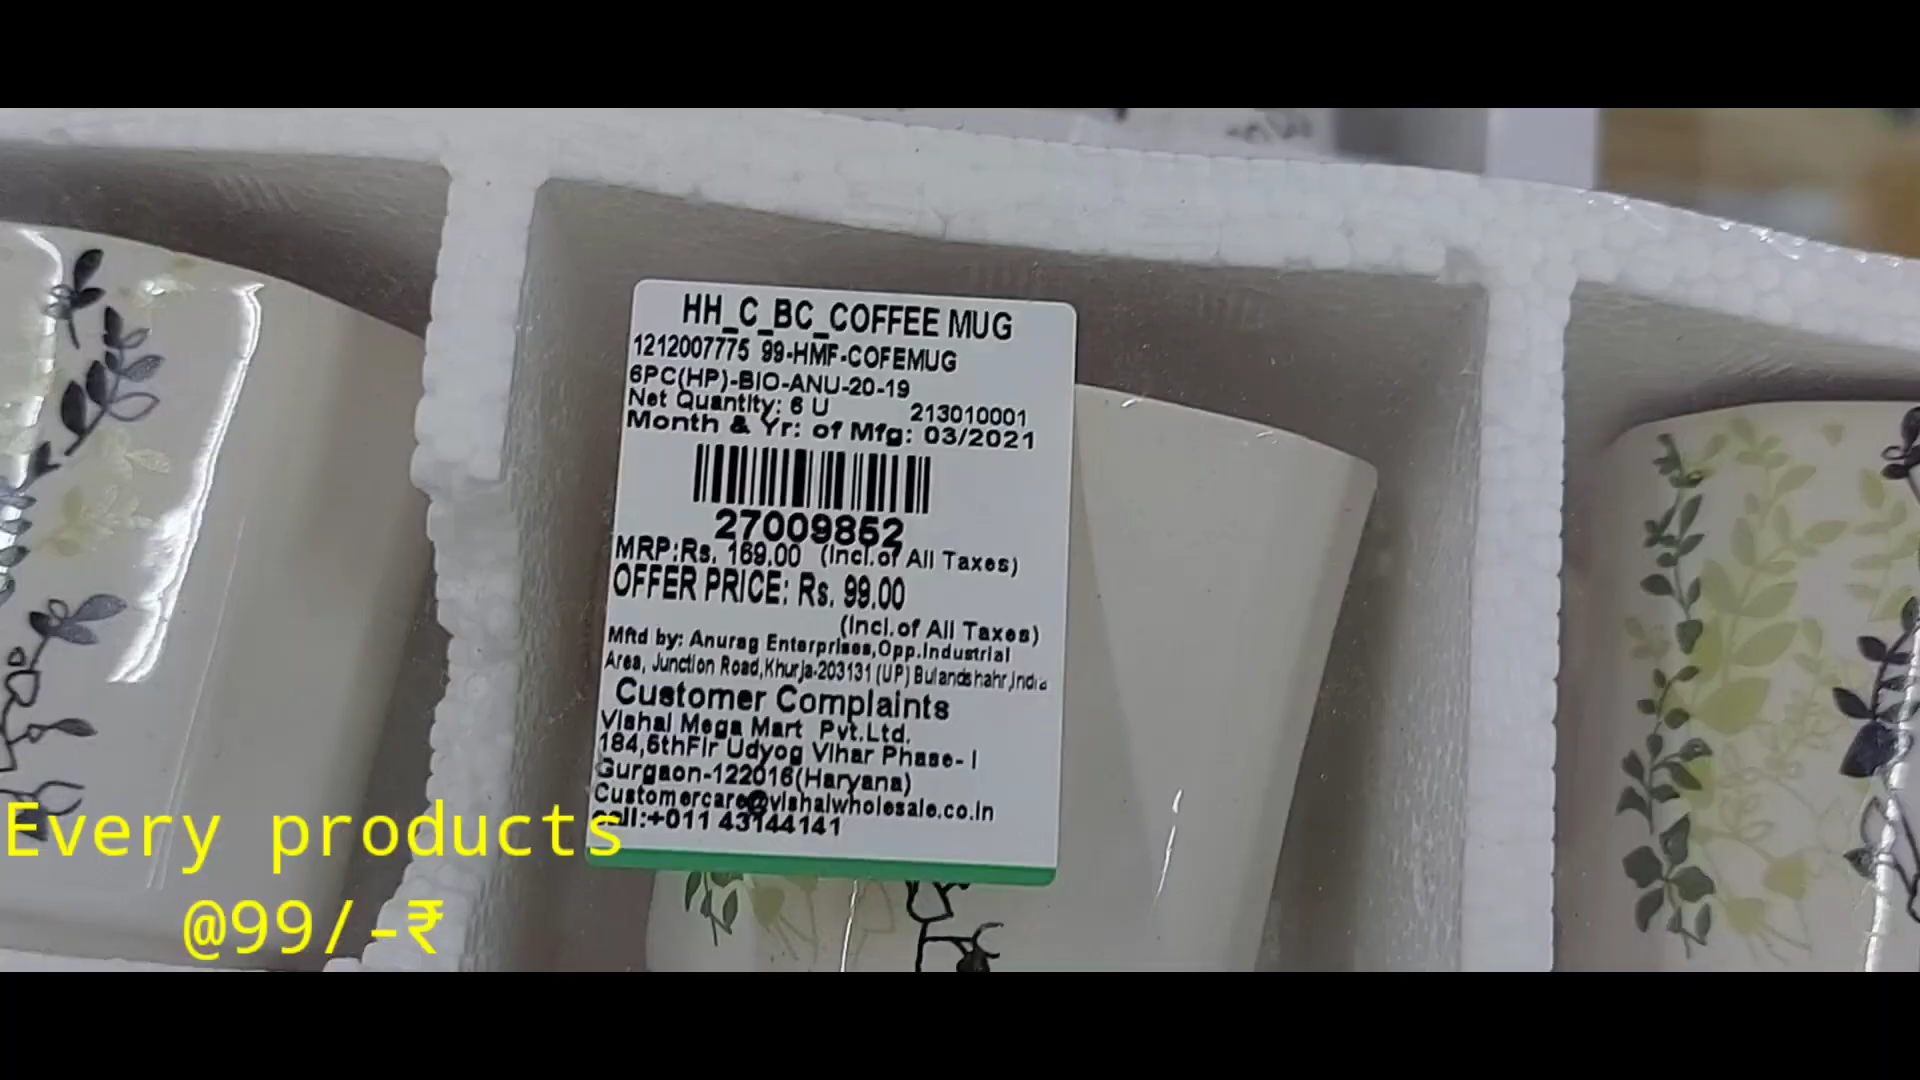 HH_C_BC_COFFEE MUG
1212007775 99-HMF-COFEMUG
6PC(HP)-BIO-ANU-20-19
Net Quantity: 6 U 213010001
Month & Yr: of Mfg: 03/2021
27009852
MRP:Rs. 169.00 (Incl.of All Taxes)
OFFER PRICE: Rs. 99.00
(Incl.of All Taxes)
Mftd by: Anurag Enterprises,Opp.Industrial
Area, Junction Road,Khurja-203131 (UP) Bulandshahr,India
Customer Complaints
Vishal Mega Mart Pvt.Ltd.
184,5thFlr Udyog Vihar Phase-I
Gurgaon-122016(Haryana)
Customercare@vishalwholesale.co.in
call:+011 43144141
Every products
@99/-₹